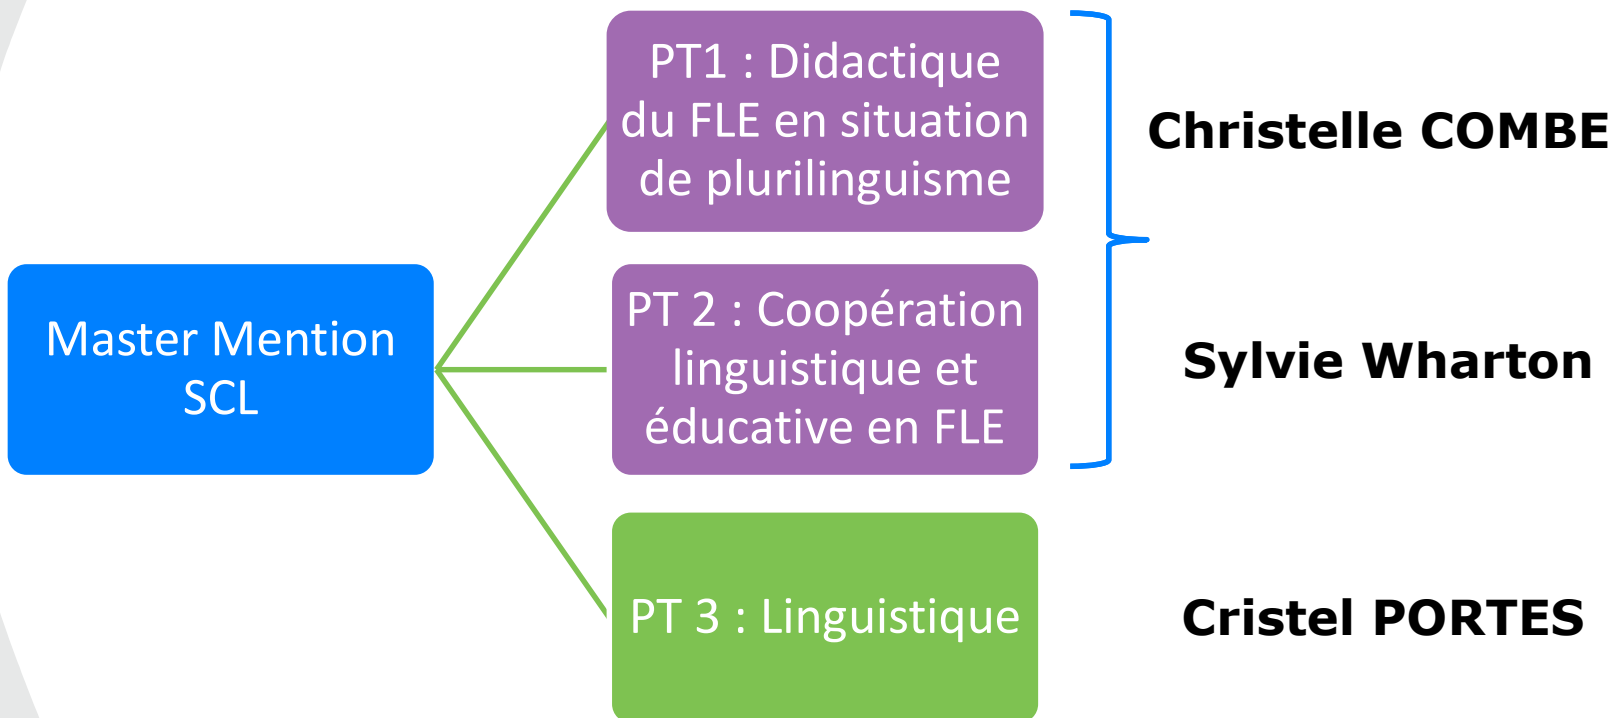 PT1 : Didactique
du FLE en situation
de plurilinguisme
Christelle COMBE
Master Mention
SCL
PT 2 : Coopération
linguistique et
éducative en FLE
Sylvie Wharton
PT 3 : Linguistique
Cristel PORTES